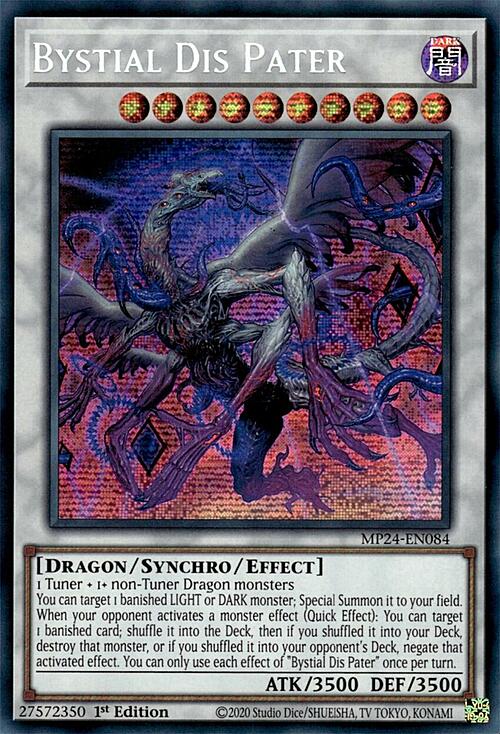 BYSTIAL DIS PATER
DARK
闇
MP24-EN084
[DRAGON/SYNCHRO/EFFECT]
1 Tuner + 1+ non-Tuner Dragon monsters
You can target 1 banished LIGHT or DARK monster; Special Summon it to your field.
When your opponent activates a monster effect (Quick Effect): You can target
1 banished card; shuffle it into the Deck, then if you shuffled it into your Deck,
destroy that monster, or if you shuffled it into your opponent's Deck, negate that
activated effect. You can only use each effect of "Bystial Dis Pater" once per turn.
ATK/3500 DEF/3500
27572350 1st Edition ©2020 Studio Dice/SHUEISHA, TV TOKYO, KONAMI